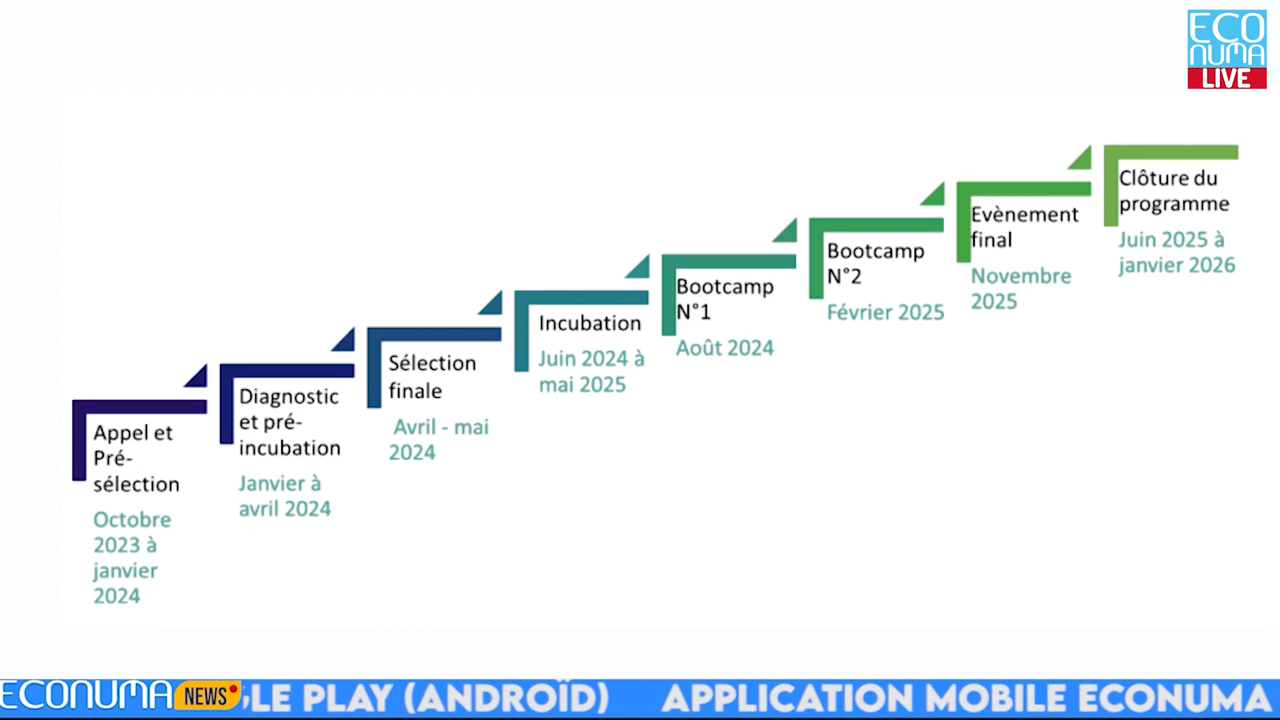 ECO
NUMA
LIVE
Appel et
Pré-
sélection
Octobre
2023 à
janvier
2024
Diagnostic
et pré-
incubation
Janvier à
avril 2024
Sélection
finale
Avril - mai
2024
Incubation
Juin 2024 à
mai 2025
Bootcamp
N°1
Août 2024
Bootcamp
N°2
Février 2025
Evènement
final
Novembre
2025
Clôture du
programme
Juin 2025 à
janvier 2026
ECONUMA NEWS LE PLAY (ANDROÏD) APPLICATION MOBILE ECONUMA